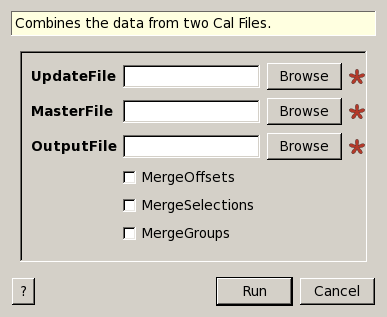 Combines the data from two Cal Files.
UpdateFile Browse *
MasterFile Browse *
OutputFile Browse *
MergeOffsets
MergeSelections
MergeGroups
? Run Cancel